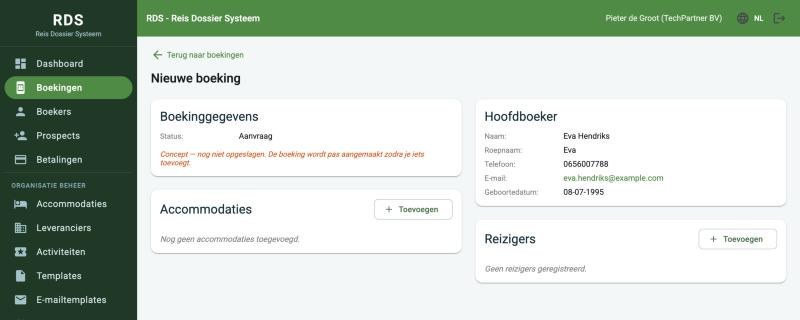 RDS
Reis Dossier Systeem
Dashboard
Boekingen
Boekers
Prospects
Betalingen
ORGANISATIE BEHEER
Accommodaties
Leveranciers
Activiteiten
Templates
E-mailtemplates
RDS - Reis Dossier Systeem
Pieter de Groot (TechPartner BV)
NL
Terug naar boekingen
Nieuwe boeking
Boekinggegevens
Status: Aanvraag
Concept — nog niet opgeslagen. De boeking wordt pas aangemaakt zodra je iets
toevoegt.
Accommodaties
+ Toevoegen
Nog geen accommodaties toegevoegd.
Hoofdboeker
Naam: Eva Hendriks
Roepnaam: Eva
Telefoon: 0656007788
E-mail: eva.hendriks@example.com
Geboortedatum: 08-07-1995
Reizigers
+ Toevoegen
Geen reizigers geregistreerd.